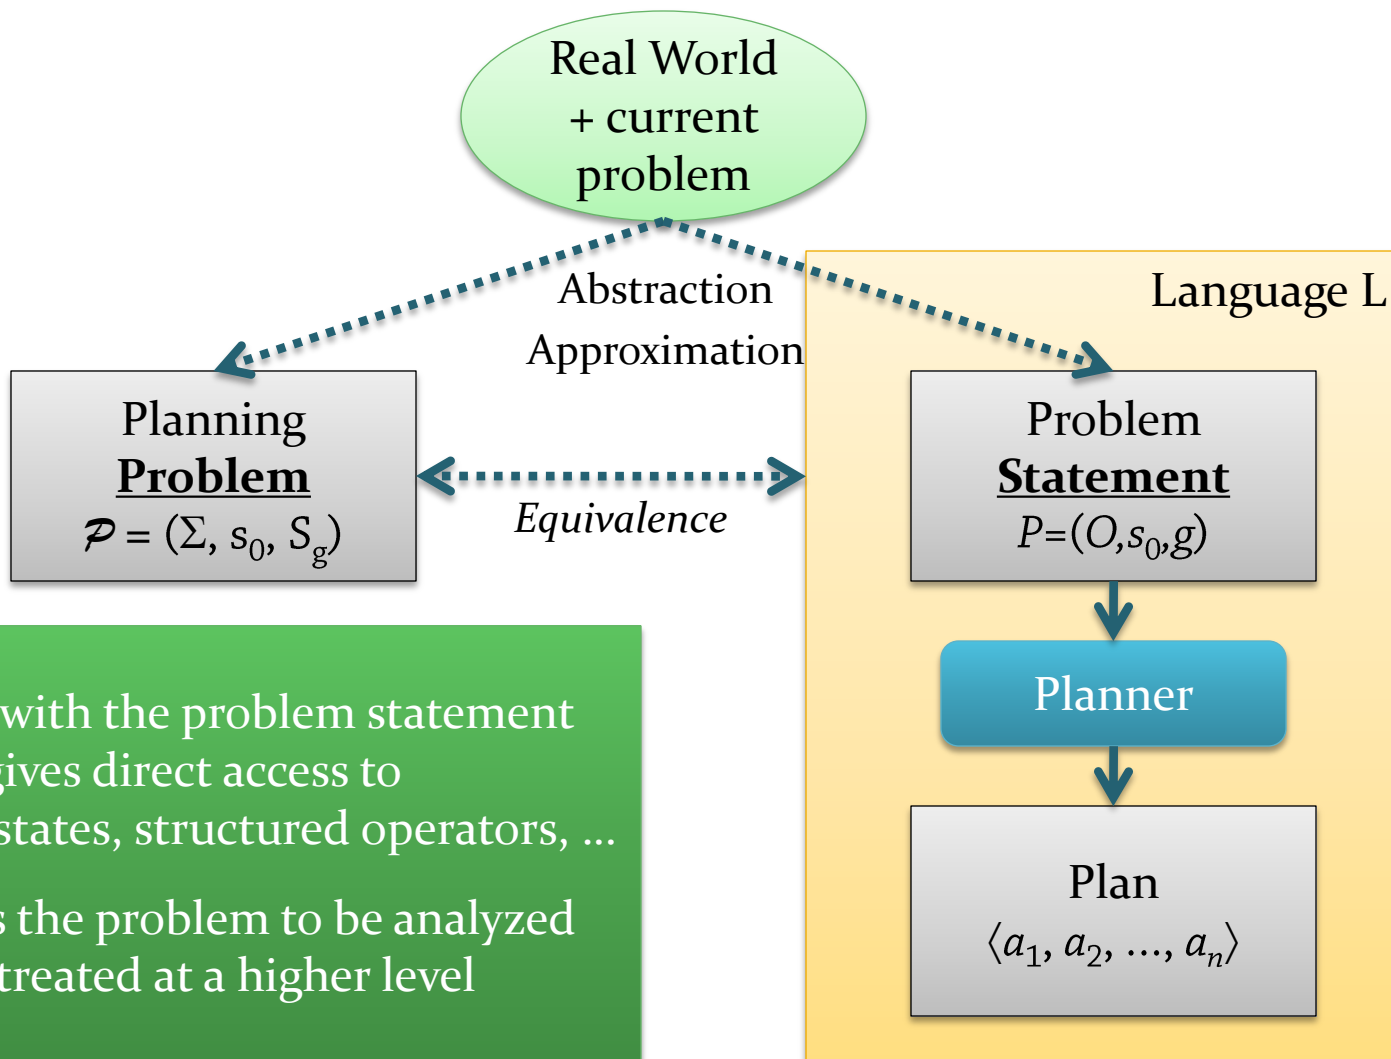 Real World
+ current
problem
Abstraction
Approximation
Language L
Planning
Problem
𝒫 = (Σ, s₀, S_g)
Equivalence
Problem
Statement
P=(O,s₀,g)
Planner
with the problem statement
gives direct access to
states, structured operators, ...
the problem to be analyzed
treated at a higher level
Plan
⟨a₁, a₂, ..., aₙ⟩